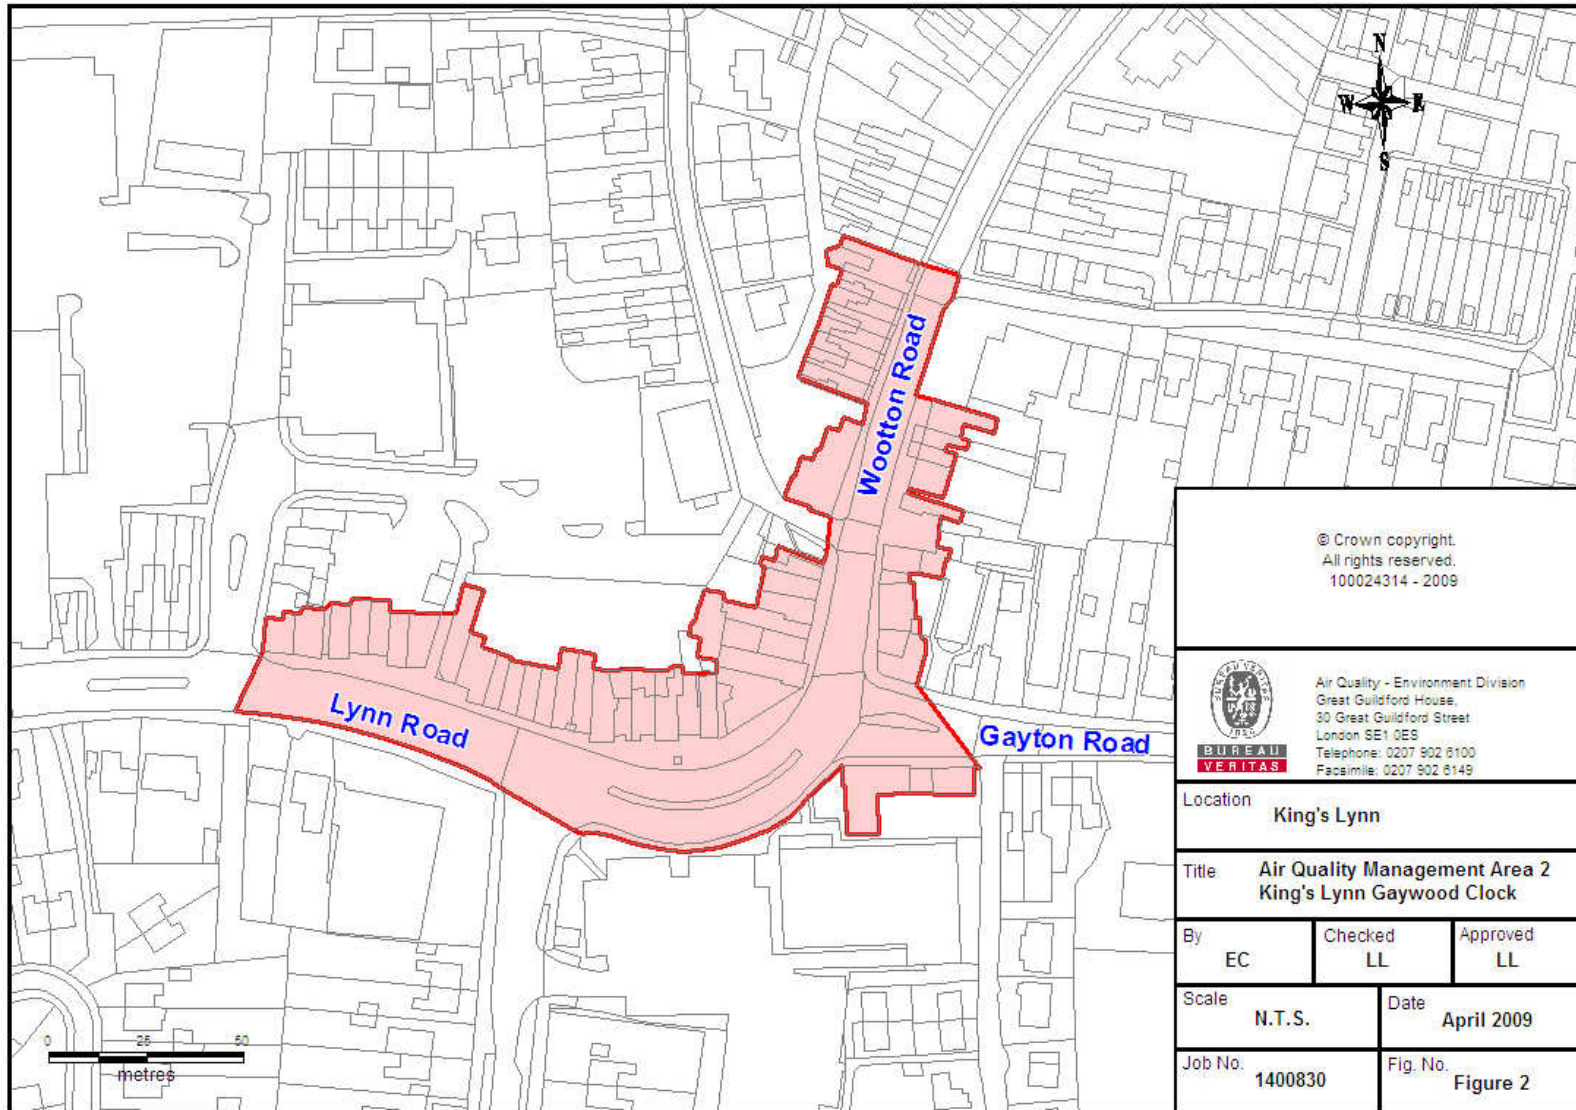 N
W E
S
Wootton Road
Lynn Road
Gayton Road
© Crown copyright.
All rights reserved.
100024314 - 2009
BUREAU VERITAS
1828
BUREAU
VERITAS
Air Quality - Environment Division
Great Guildford House,
30 Great Guildford Street
London SE1 0ES
Telephone: 0207 902 6100
Facsimile: 0207 902 6149
Location
King's Lynn
Title
Air Quality Management Area 2
King's Lynn Gaywood Clock
By
EC
Checked
LL
Approved
LL
Scale
N.T.S.
Date
April 2009
Job No.
1400830
Fig. No.
Figure 2
0 25 50
metres